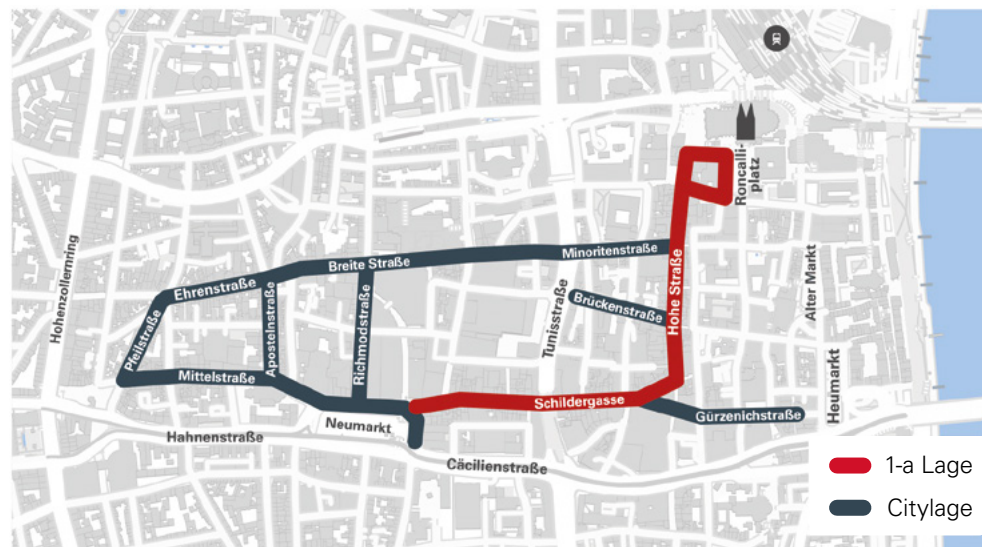 Roncalli-
platz
Hohenzollernring
Ehrenstraße
Breite Straße
Minoritenstraße
Pfeilstraße
Apostelnstraße
Richmodstraße
Tunisstraße
Brückenstraße
Hohe Straße
Alter Markt
Mittelstraße
Schildergasse
Gürzenichstraße
Heumarkt
Neumarkt
Hahnenstraße
Cäcilienstraße
1-a Lage
Citylage